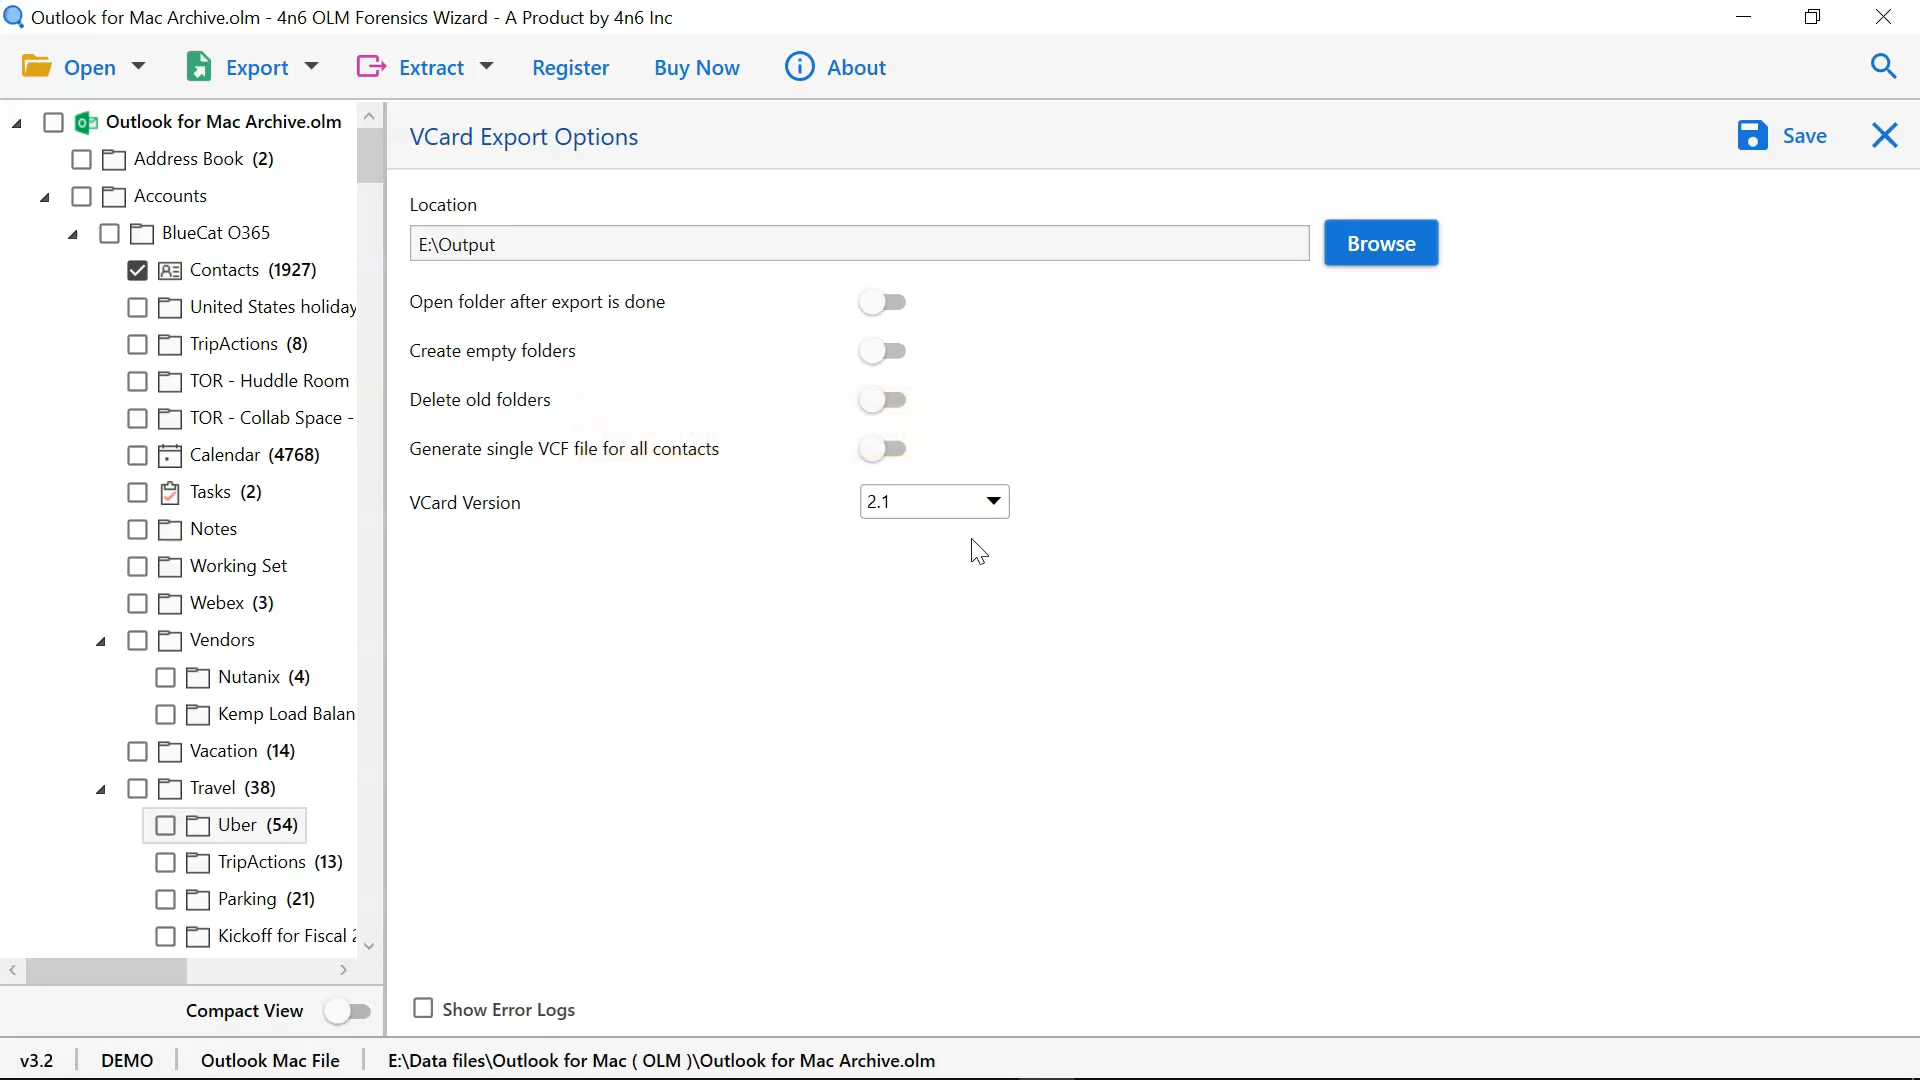 Outlook for Mac Archive.olm - 4n6 OLM Forensics Wizard - A Product by 4n6 Inc
Open Export Extract Register Buy Now About
Outlook for Mac Archive.olm
Address Book (2)
Accounts
BlueCat O365
Contacts (1927)
United States holiday
TripActions (8)
TOR - Huddle Room
TOR - Collab Space -
Calendar (4768)
Tasks (2)
Notes
Working Set
Webex (3)
Vendors
Nutanix (4)
Kemp Load Balan
Vacation (14)
Travel (38)
Uber (54)
TripActions (13)
Parking (21)
Kickoff for Fiscal 2
Compact View
VCard Export Options
Save
Location
E:\Output
Browse
Open folder after export is done
Create empty folders
Delete old folders
Generate single VCF file for all contacts
VCard Version 2.1
Show Error Logs
v3.2 DEMO Outlook Mac File E:\Data files\Outlook for Mac ( OLM )\Outlook for Mac Archive.olm